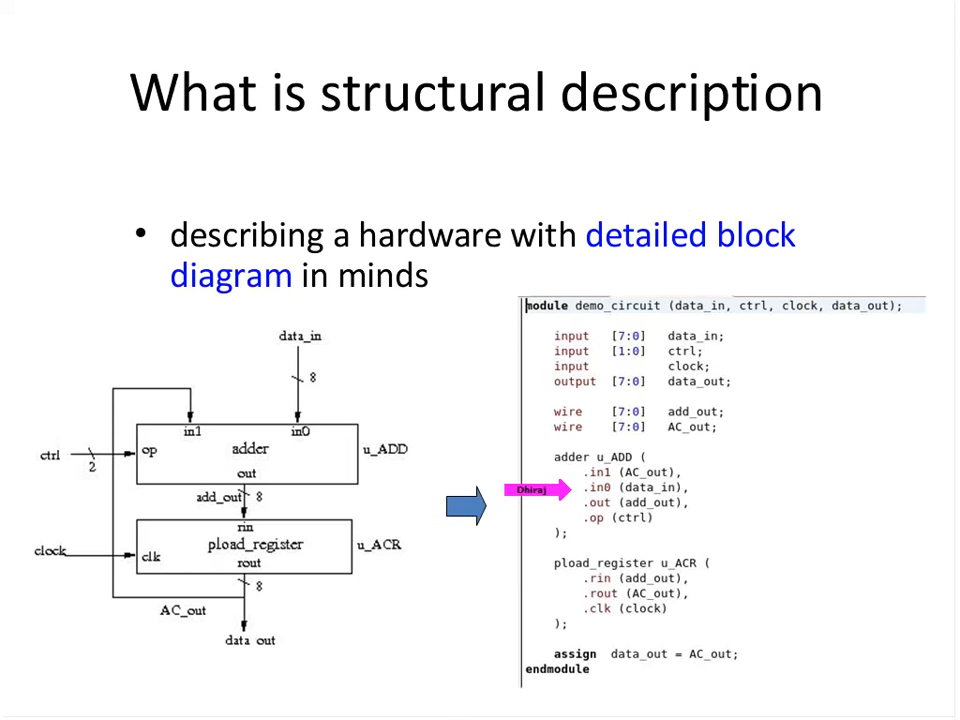 What is structural description
• describing a hardware with detailed block
diagram in minds
data_in
8
in1
in0
ctrl
2
op
adder
u_ADD
out
add_out
8
rin
clock
clk
pload_register
u_ACR
rout
8
AC_out
data out
module demo_circuit (data_in, ctrl, clock, data_out);
input [7:0] data_in;
input [1:0] ctrl;
input clock;
output [7:0] data_out;
wire [7:0] add_out;
wire [7:0] AC_out;
adder u_ADD (
.in1 (AC_out),
Dhiraj
.in0 (data_in),
.out (add_out),
.op (ctrl)
);
pload_register u_ACR (
.rin (add_out),
.rout (AC_out),
.clk (clock)
);
assign data_out = AC_out;
endmodule